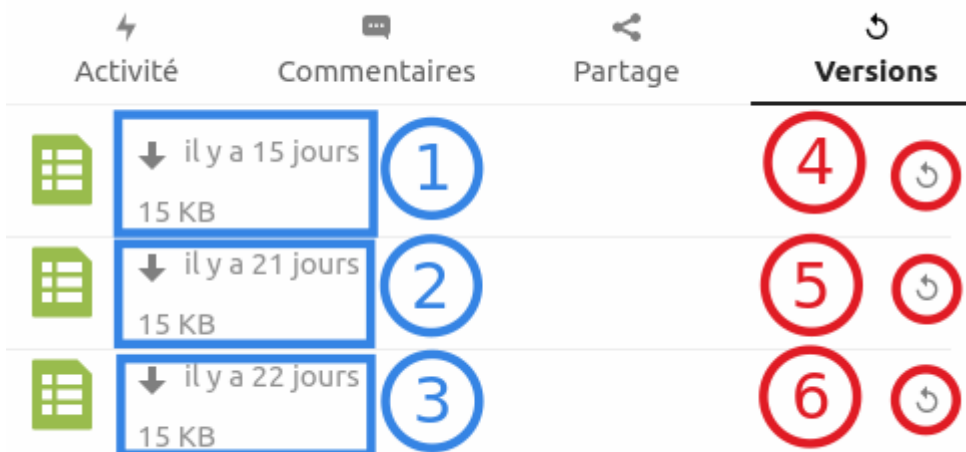 Activité Commentaires Partage Versions
il y a 15 jours 1 4
15 KB
il y a 21 jours 2 5
15 KB
il y a 22 jours 3 6
15 KB